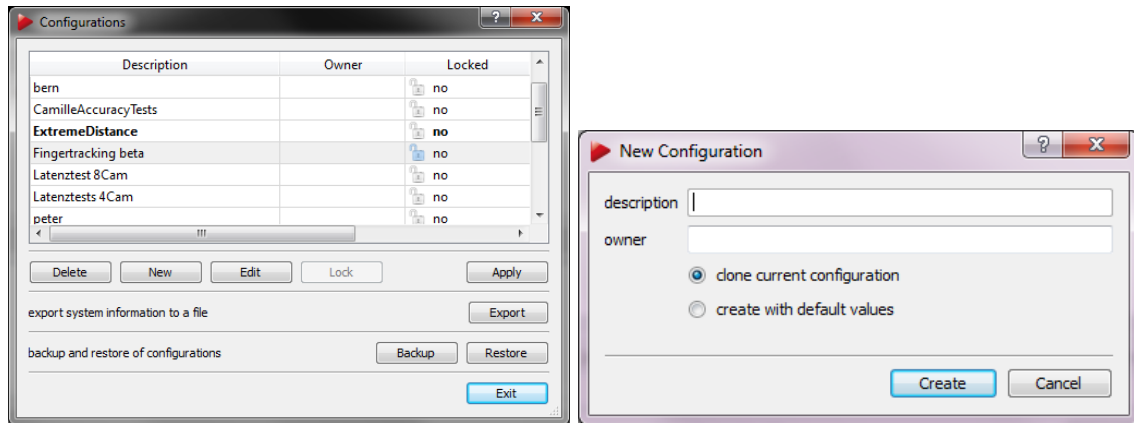 Configurations
Description Owner Locked
bern no
CamilleAccuracyTests no
ExtremeDistance no
Fingertracking beta no
Latenztest 8Cam no
Latenztests 4Cam no
peter no
Delete New Edit Lock Apply
export system information to a file Export
backup and restore of configurations Backup Restore
Exit
New Configuration
description
owner
clone current configuration
create with default values
Create Cancel